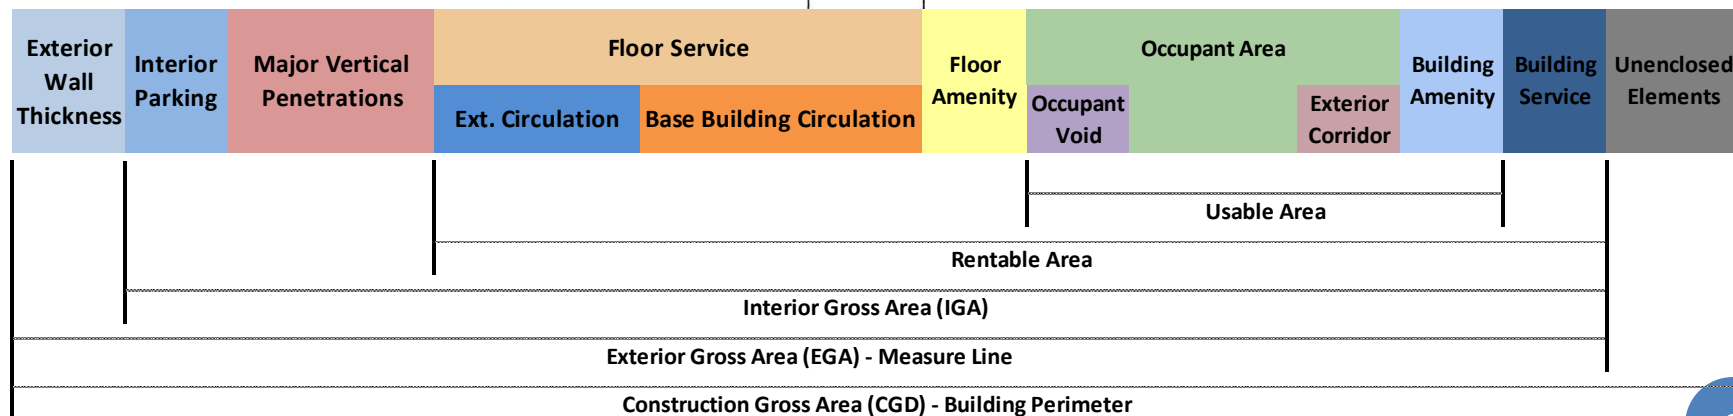 Exterior
Wall
Thickness
Interior
Parking
Major Vertical
Penetrations
Floor Service
Ext. Circulation
Base Building Circulation
Floor
Amenity
Occupant Area
Occupant
Void
Exterior
Corridor
Building
Amenity
Building
Service
Unenclosed
Elements
Usable Area
Rentable Area
Interior Gross Area (IGA)
Exterior Gross Area (EGA) - Measure Line
Construction Gross Area (CGD) - Building Perimeter